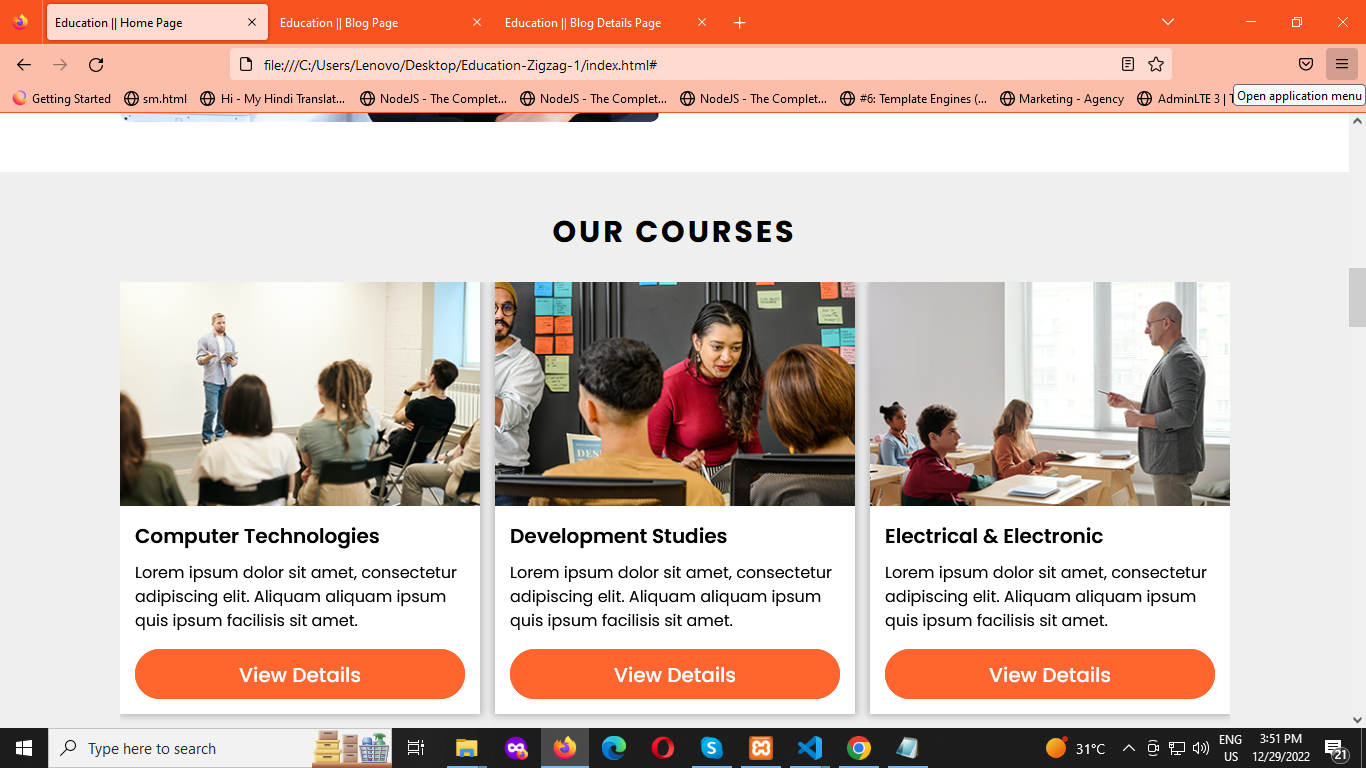 Education || Home Page
Education || Blog Page
Education || Blog Details Page
file:///C:/Users/Lenovo/Desktop/Education-Zigzag-1/index.html#
Getting Started
sm.html
Hi - My Hindi Translat...
NodeJS - The Complet...
NodeJS - The Complet...
NodeJS - The Complet...
#6: Template Engines (...
Marketing - Agency
AdminLTE 3 | T
Open application menu
OUR COURSES
Computer Technologies
Lorem ipsum dolor sit amet, consectetur
adipiscing elit. Aliquam aliquam ipsum
quis ipsum facilisis sit amet.
View Details
Development Studies
Lorem ipsum dolor sit amet, consectetur
adipiscing elit. Aliquam aliquam ipsum
quis ipsum facilisis sit amet.
View Details
Electrical & Electronic
Lorem ipsum dolor sit amet, consectetur
adipiscing elit. Aliquam aliquam ipsum
quis ipsum facilisis sit amet.
View Details
Type here to search
31°C
ENG
US
3:51 PM
12/29/2022
21